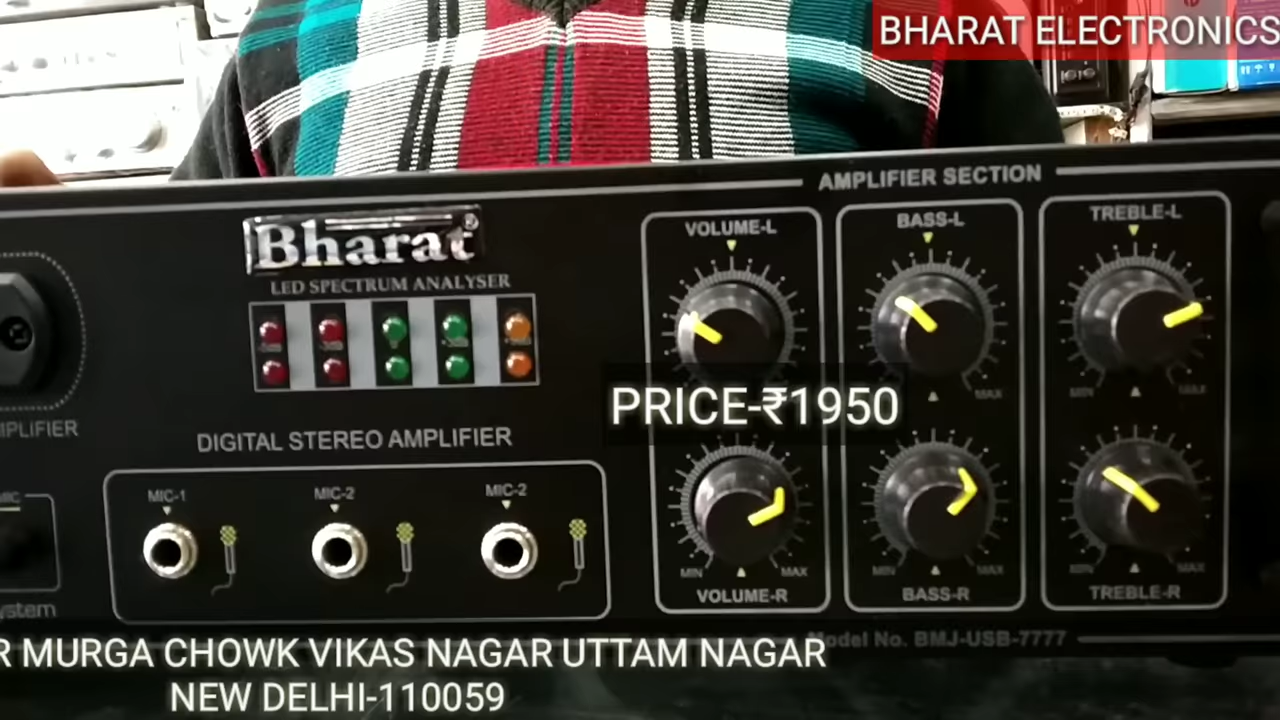 BHARAT ELECTRONICS
AMPLIFIER SECTION
Bharat®
LED SPECTRUM ANALYSER
VOLUME-L
BASS-L
TREBLE-L
MAX
MIN
MAX
PRICE-₹1950
DIGITAL STEREO AMPLIFIER
MIC-1
MIC-2
MIC-2
MIN
MAX
VOLUME-R
MIN
MAX
BASS-R
MIN
MAX
TREBLE-R
IPLIFIER
MIC
ystem
Model No. BMJ-USB-7777
R MURGA CHOWK VIKAS NAGAR UTTAM NAGAR
NEW DELHI-110059